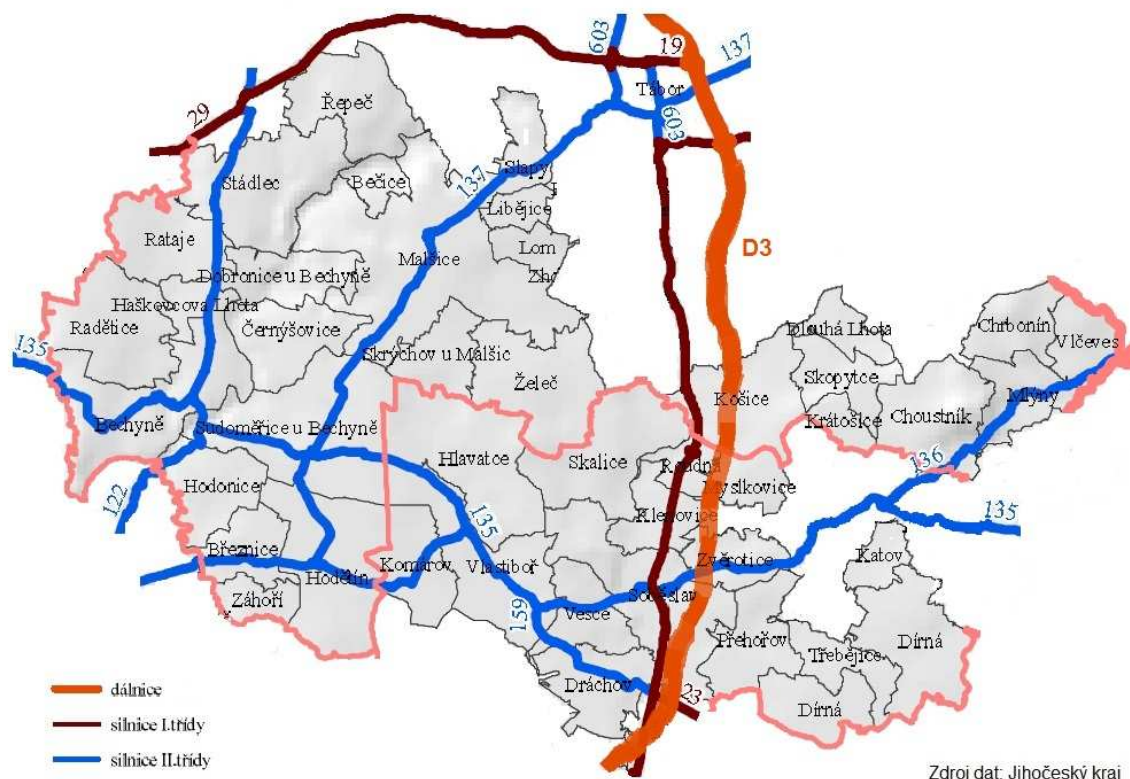 603
19
137
Tábor
603
29
Řepeč
Stádlec
Bečice
137
Slapy
Libějice
Lom
Zho
Malšice
D3
Rataje
Dobronice u Bechyně
Haškovcova Lhota
Radětice
Černýšovice
Skrýchov u Malšic
Želeč
Košice
Dlouhá Lhota
Skopytce
Krátošice
Choustník
Chrbonín
Vlčeves
Mlýny
135
Bechyně
Sudoměřice u Bechyně
Hlavatce
Skalice
Roudná
Myslkovice
Klenovice
136
135
122
Hodonice
135
Březnice
Hodětín
Komárov
Vlastiboř
Zvěrotice
Katov
Záhoří
159
Vesce
Soběslav
Přehořov
Třebějice
Dírná
Dráchov
23
Dírná
dálnice
silnice I.třídy
silnice II.třídy
Zdroj dat: Jihočeský kraj